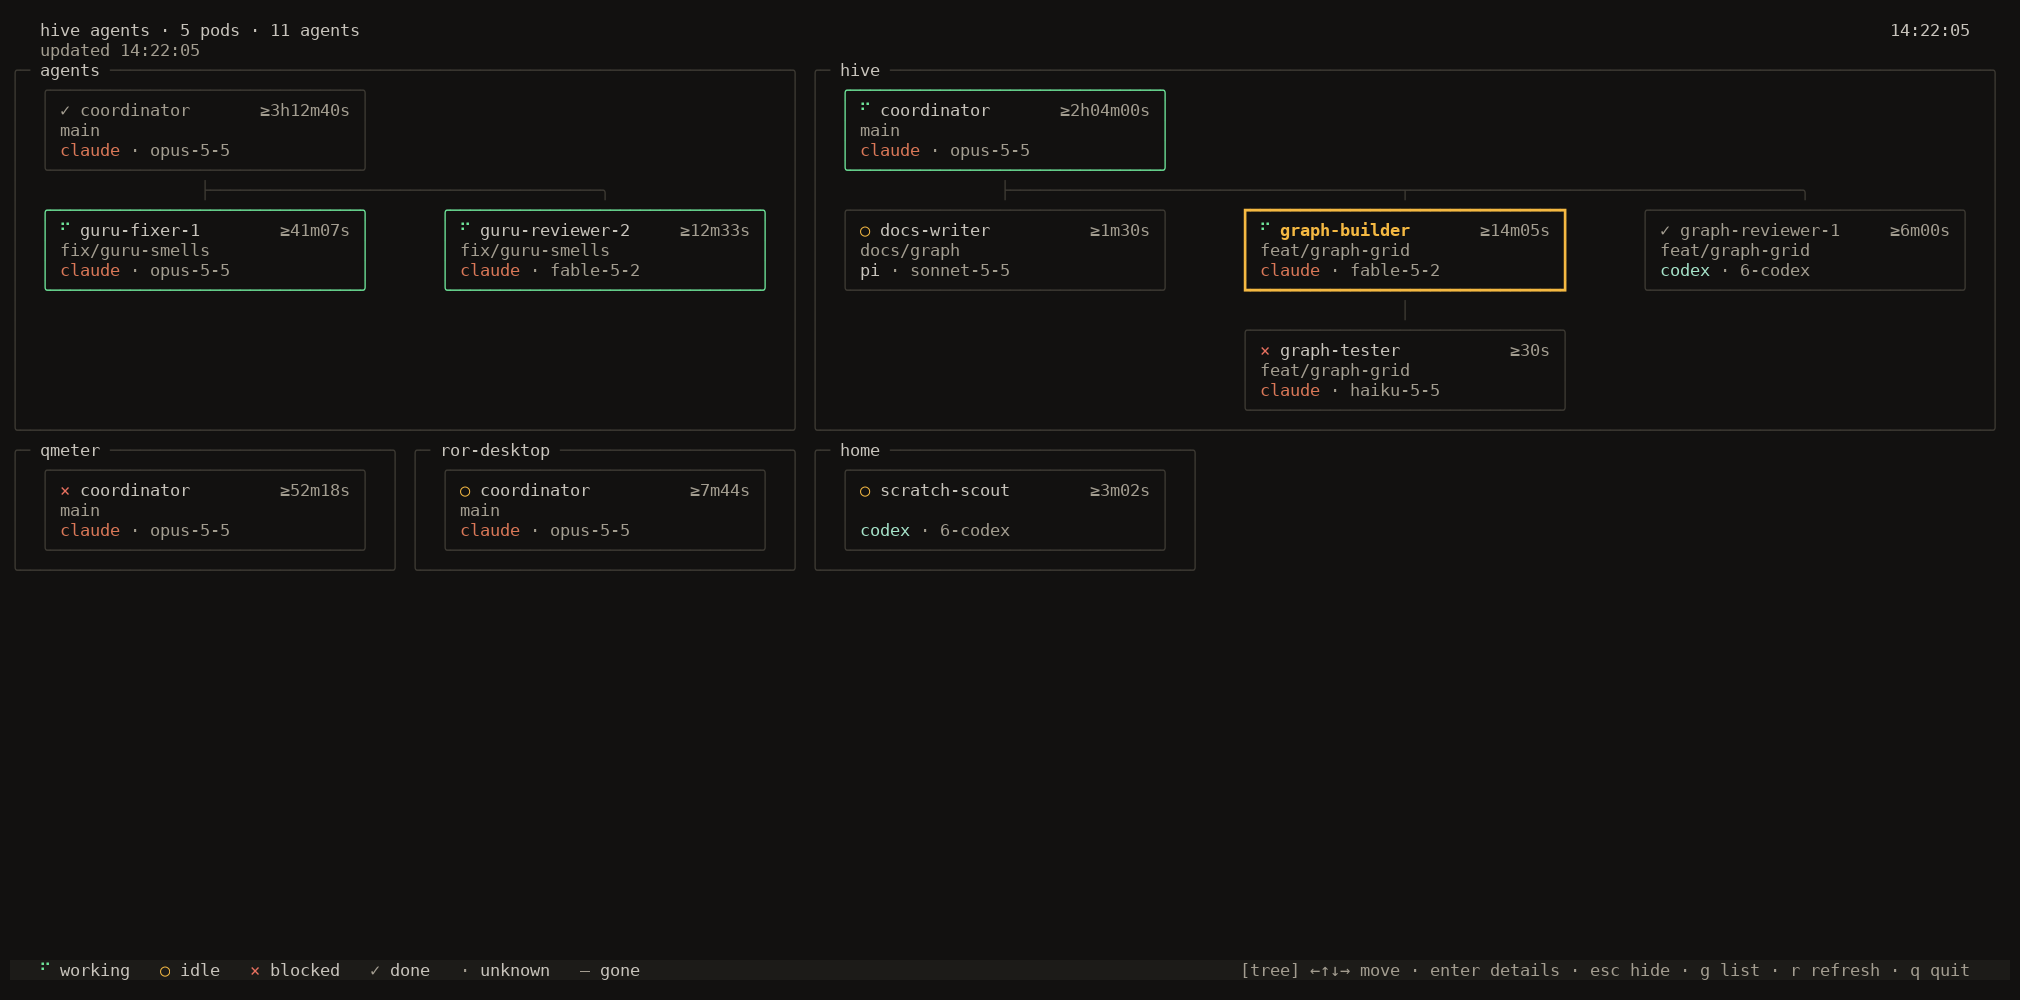 hive agents · 5 pods · 11 agents 14:22:05
updated 14:22:05
agents
✓ coordinator ≥3h12m40s
main
claude · opus-5-5
⠋ guru-fixer-1 ≥41m07s
fix/guru-smells
claude · opus-5-5
⠋ guru-reviewer-2 ≥12m33s
fix/guru-smells
claude · fable-5-2
hive
⠋ coordinator ≥2h04m00s
main
claude · opus-5-5
○ docs-writer ≥1m30s
docs/graph
pi · sonnet-5-5
⠋ graph-builder ≥14m05s
feat/graph-grid
claude · fable-5-2
✓ graph-reviewer-1 ≥6m00s
feat/graph-grid
codex · 6-codex
× graph-tester ≥30s
feat/graph-grid
claude · haiku-5-5
qmeter
× coordinator ≥52m18s
main
claude · opus-5-5
ror-desktop
○ coordinator ≥7m44s
main
claude · opus-5-5
home
○ scratch-scout ≥3m02s
codex · 6-codex
⠋ working ○ idle × blocked ✓ done · unknown — gone [tree] ←↑↓→ move · enter details · esc hide · g list · r refresh · q quit